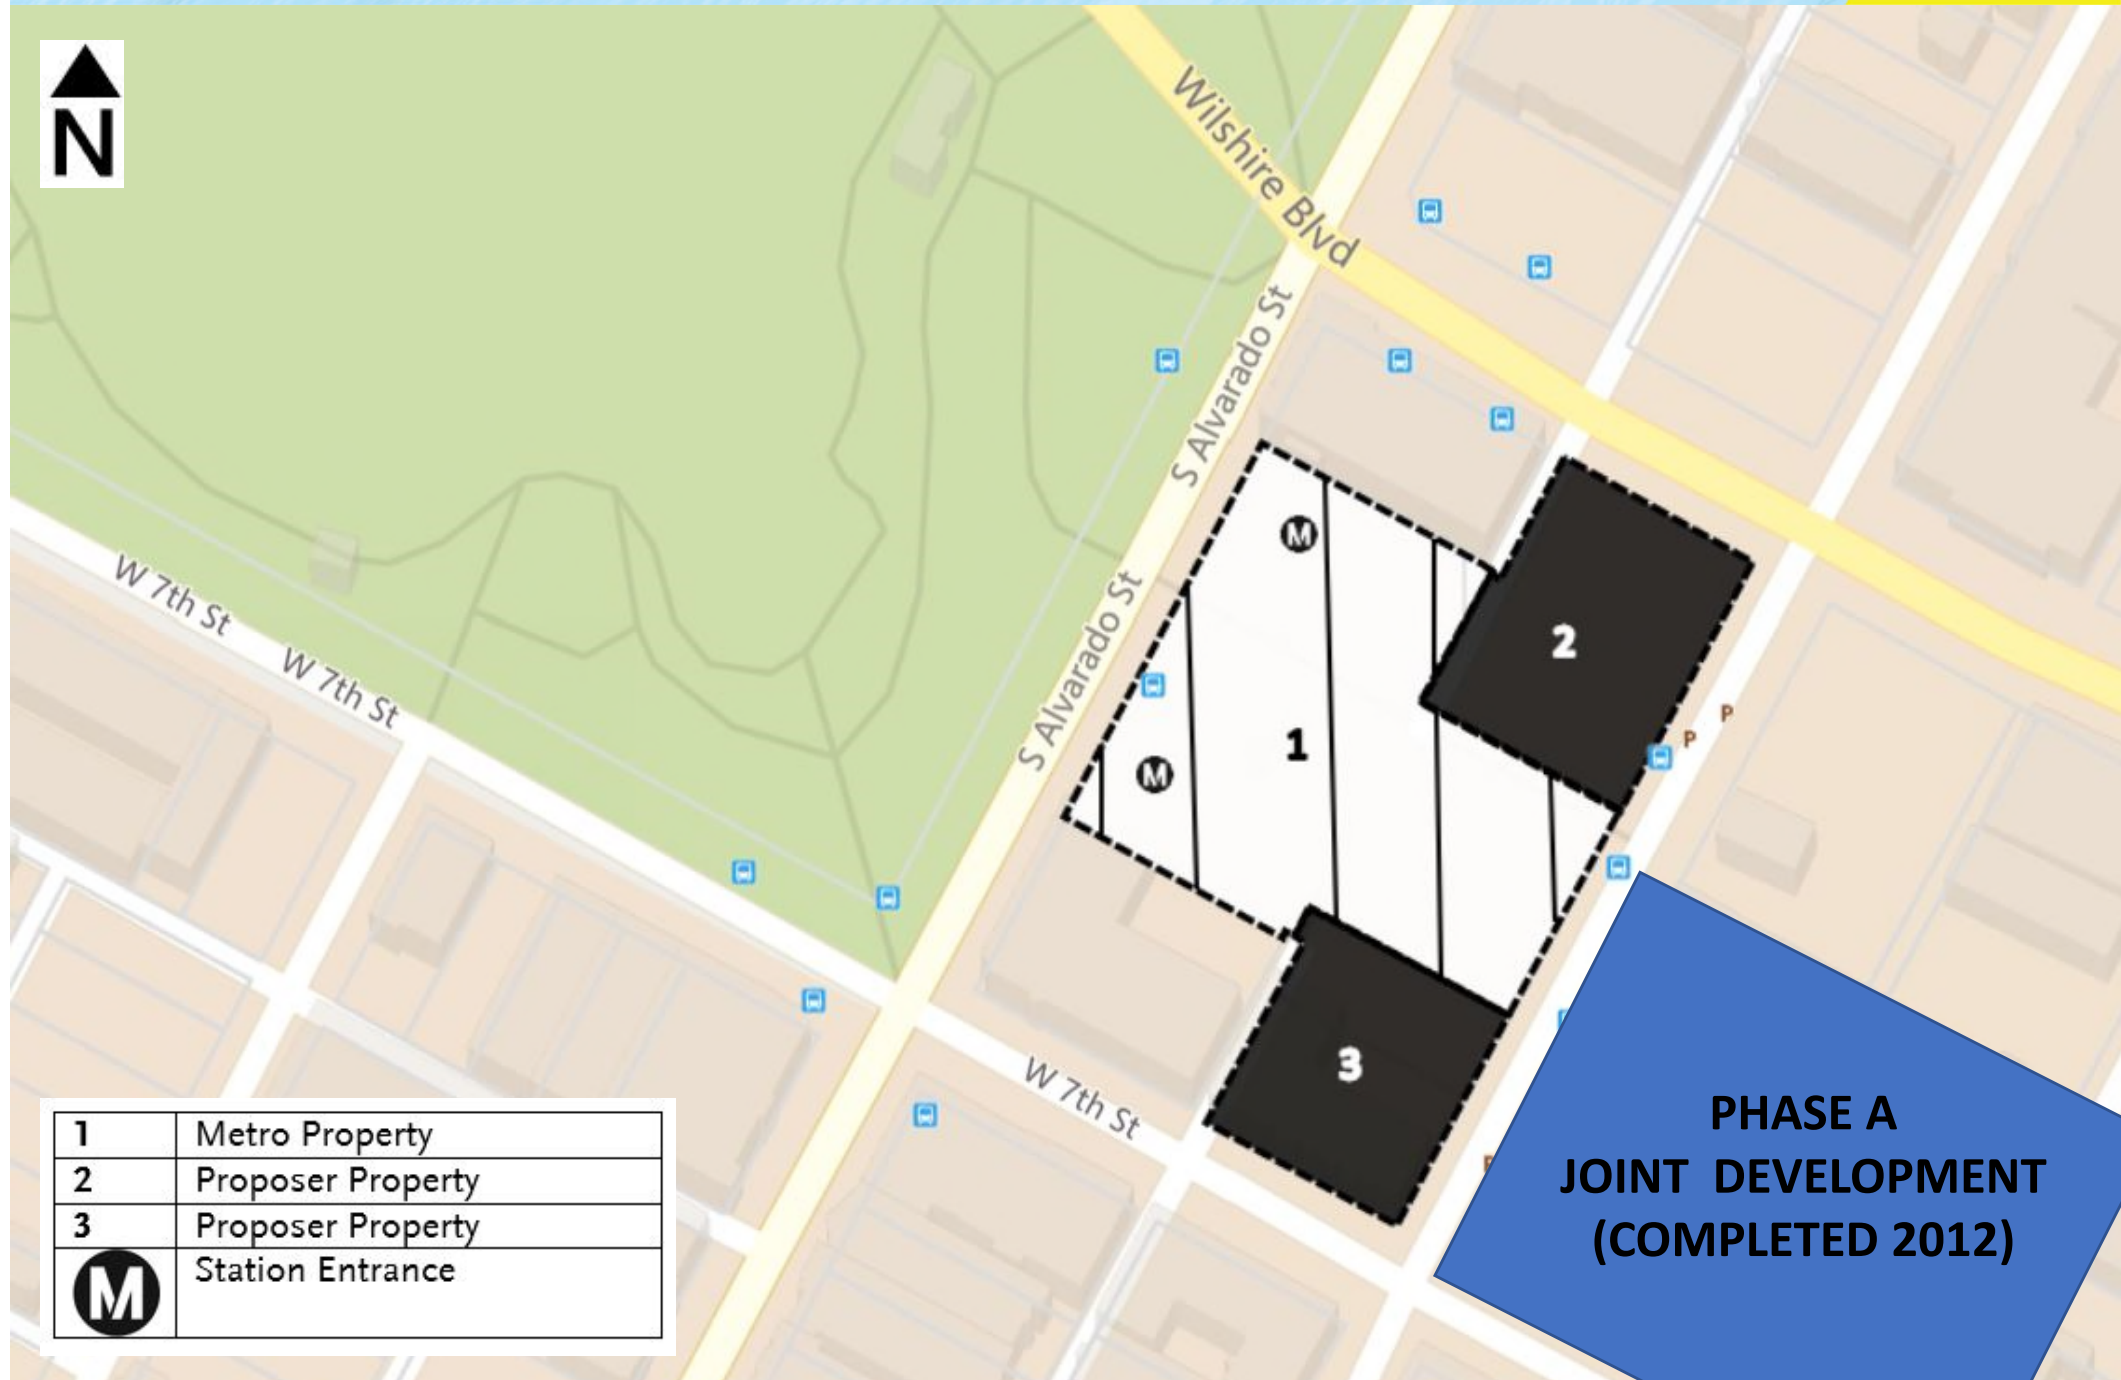 N
Wilshire Blvd
S Alvarado St
M
2
P
P
W 7th St
S Alvarado St
W 7th St
1
M
3
W 7th St
PHASE A
JOINT DEVELOPMENT
(COMPLETED 2012)
1 Metro Property
2 Proposer Property
3 Proposer Property
M Station Entrance